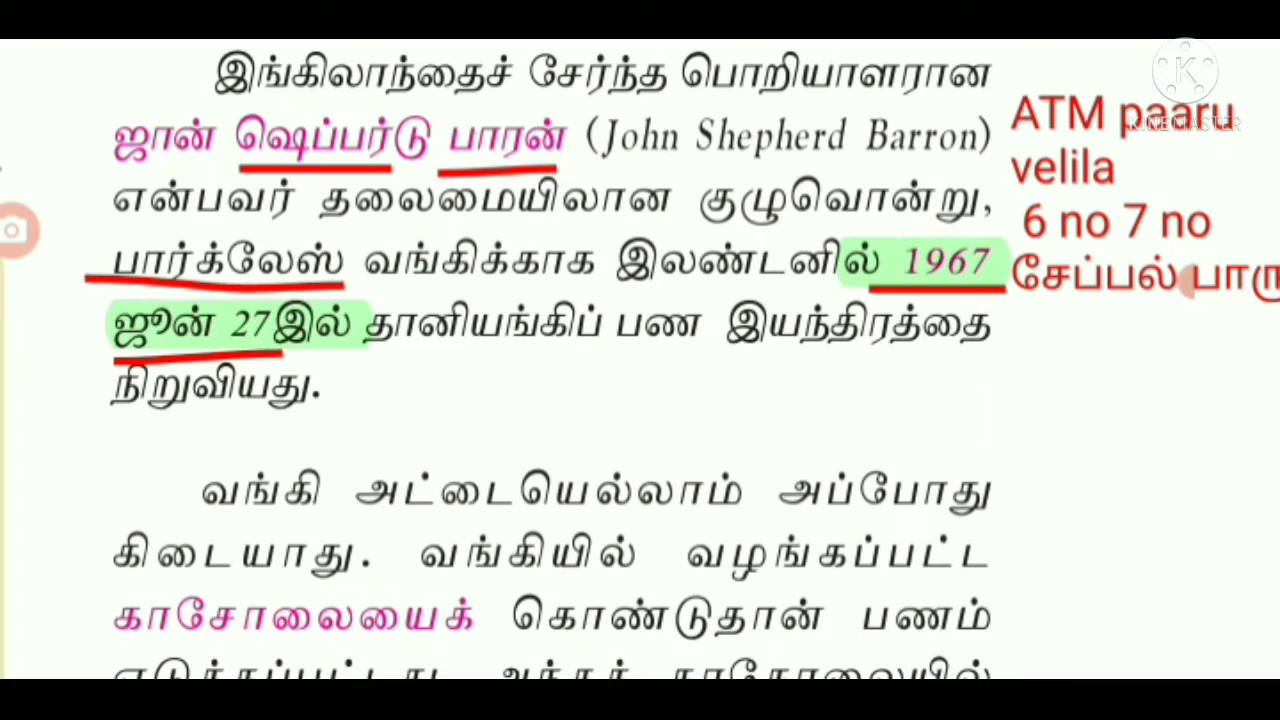 இங்கிலாந்தைச் சேர்ந்த பொறியாளரான
ஜான் ஷெப்பர்டு பாரன் (John Shepherd Barron)
என்பவர் தலைமையிலான குழுவொன்று,
பார்க்லேஸ் வங்கிக்காக இலண்டனில் 1967
ஜூன் 27இல் தானியங்கிப் பண இயந்திரத்தை
நிறுவியது.
வங்கி அட்டையெல்லாம் அப்போது
கிடையாது. வங்கியில் வழங்கப்பட்ட
காசோலையைக் கொண்டுதான் பணம்
ATM paaru
velila
6 no 7 no
சேப்பல் பாரு
K
KINEMASTER